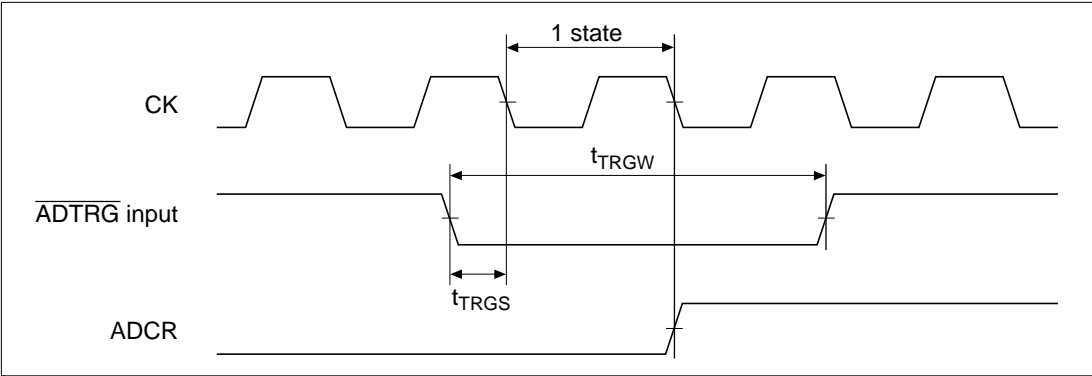 1 state
CK
tTRGW
ADTRG input
tTRGS
ADCR